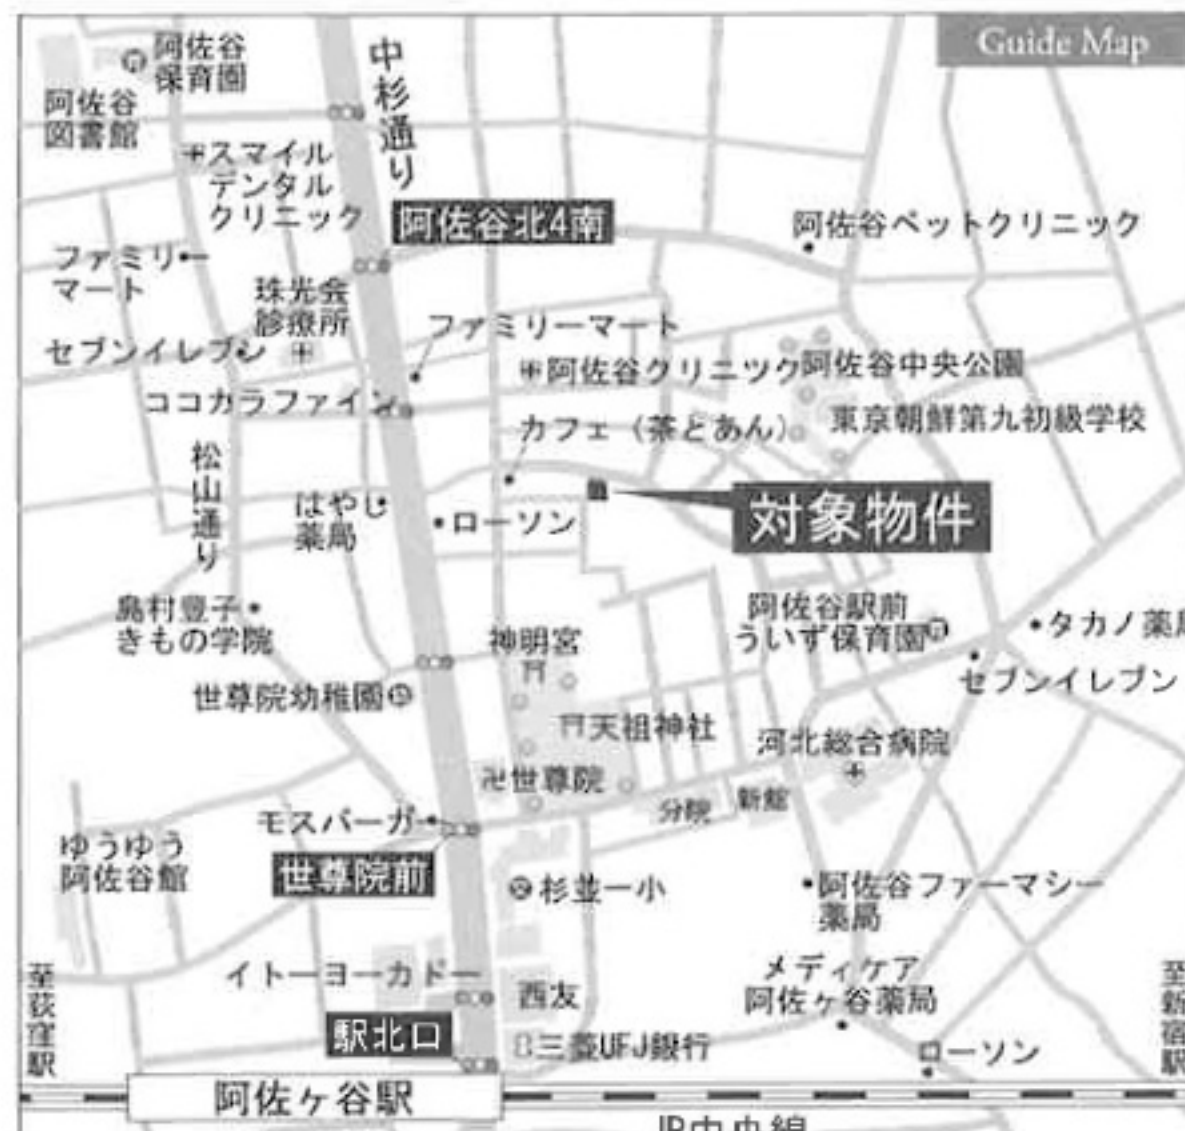 Guide Map
阿佐谷
保育園
阿佐谷
図書館
中杉通り
スマイル
デンタル
クリニック
阿佐谷北4南
阿佐谷ペットクリニック
ファミリー
マート
珠光会
診療所
ファミリーマート
セブンイレブン
阿佐谷クリニック
阿佐谷中央公園
ココカラファイン
カフェ（茶とあん）
東京朝鮮第九初級学校
松山通り
はやし
薬局
ローソン
対象物件
島村豊子
きもの学院
神明宮
阿佐谷駅前
ういず保育園
タカノ薬局
セブンイレブン
世尊院幼稚園
天祖神社
河北総合病院
卍世尊院
分院
新館
モスバーガー
世尊院前
ゆうゆう
阿佐谷館
杉並一小
阿佐谷ファーマシー
薬局
イトーヨーカドー
西友
メディケア
阿佐ヶ谷薬局
至荻窪駅
至新宿駅
駅北口
三菱UFJ銀行
ローソン
阿佐ヶ谷駅
JR中央線